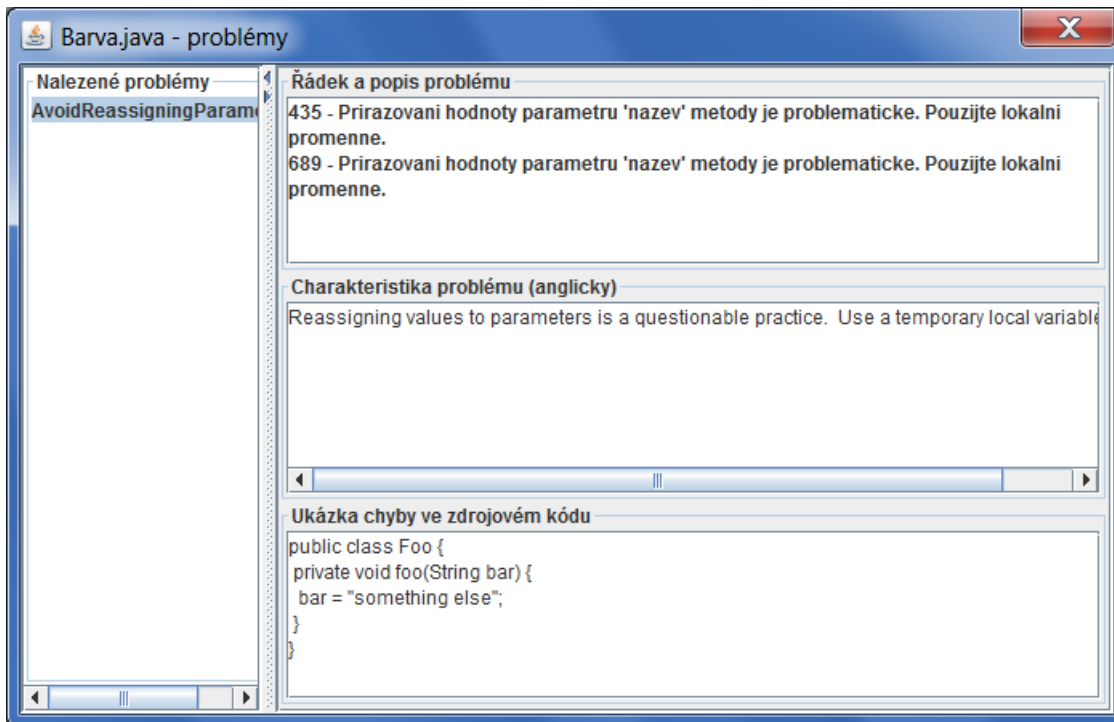 Barva.java - problémy
Nalezené problémy
AvoidReassigningParam
Řádek a popis problému
435 - Prirazovani hodnoty parametru 'nazev' metody je problematicke. Pouzijte lokalni
promenne.
689 - Prirazovani hodnoty parametru 'nazev' metody je problematicke. Pouzijte lokalni
promenne.
Charakteristika problému (anglicky)
Reassigning values to parameters is a questionable practice.  Use a temporary local variable
Ukázka chyby ve zdrojovém kódu
public class Foo {
 private void foo(String bar) {
  bar = "something else";
 }
}